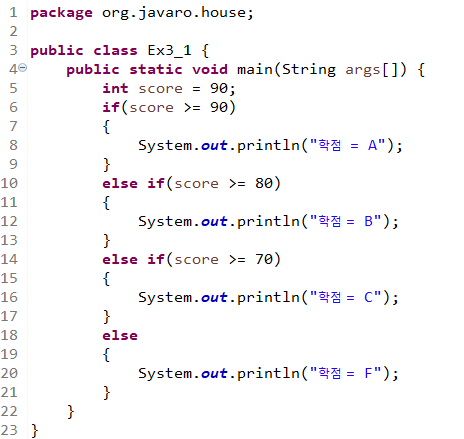 1 package org.javaro.house;
2
3 public class Ex3_1 {
4 public static void main(String args[]) {
5 int score = 90;
6 if(score >= 90)
7 {
8 System.out.println("학점 = A");
9 }
10 else if(score >= 80)
11 {
12 System.out.println("학점 = B");
13 }
14 else if(score >= 70)
15 {
16 System.out.println("학점 = C");
17 }
18 else
19 {
20 System.out.println("학점 = F");
21 }
22 }
23 }